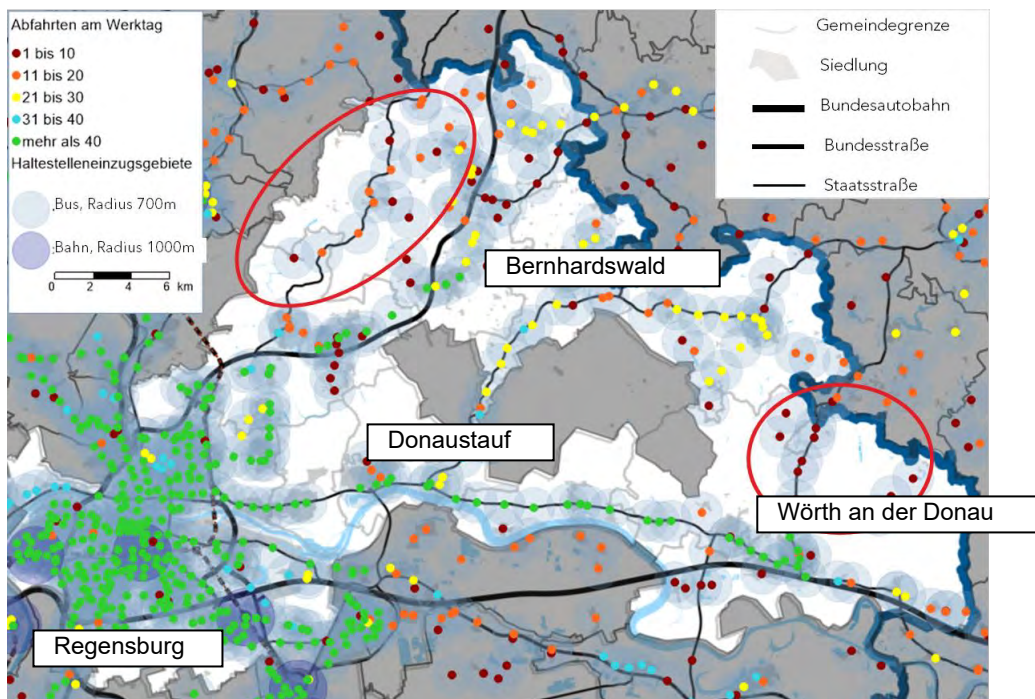 Abfahrten am Werktag
1 bis 10
11 bis 20
21 bis 30
31 bis 40
mehr als 40
Haltestelleneinzugsgebiete
Bus, Radius 700m
Bahn, Radius 1000m
0 2 4 6
km
Gemeindegrenze
Siedlung
Bundesautobahn
Bundesstraße
Staatsstraße
Bernhardswald
Donaustauf
Wörth an der Donau
Regensburg